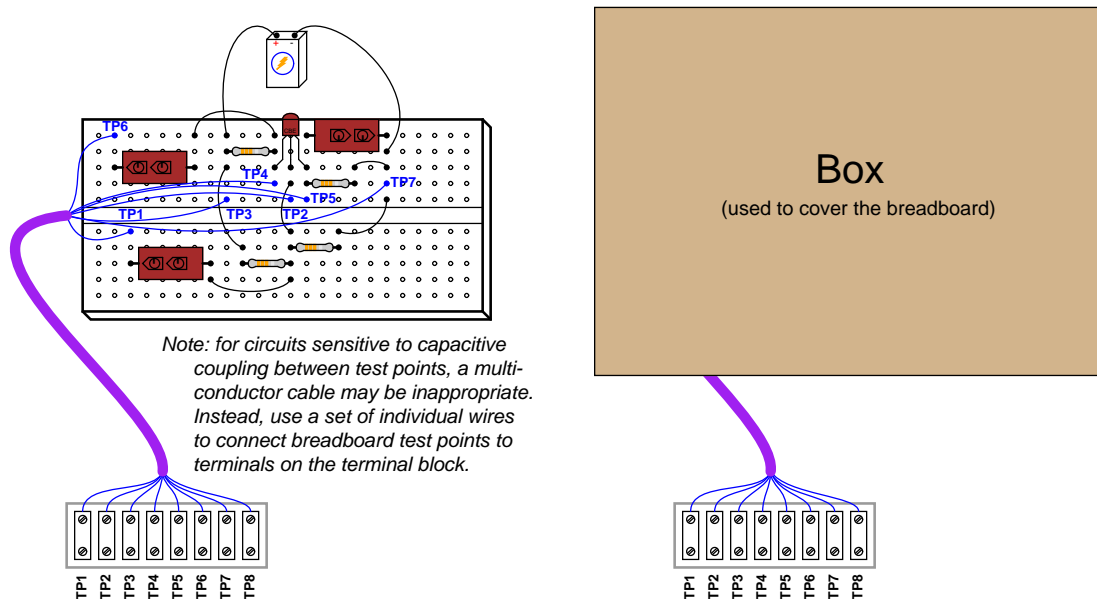 + -
CBE
TP6
TP4
TP7
TP5
TP1
TP3
TP2
Note: for circuits sensitive to capacitive
coupling between test points, a multi-
conductor cable may be inappropriate.
Instead, use a set of individual wires
to connect breadboard test points to
terminals on the terminal block.
TP1
TP2
TP3
TP4
TP5
TP6
TP7
TP8
Box
(used to cover the breadboard)
TP1
TP2
TP3
TP4
TP5
TP6
TP7
TP8